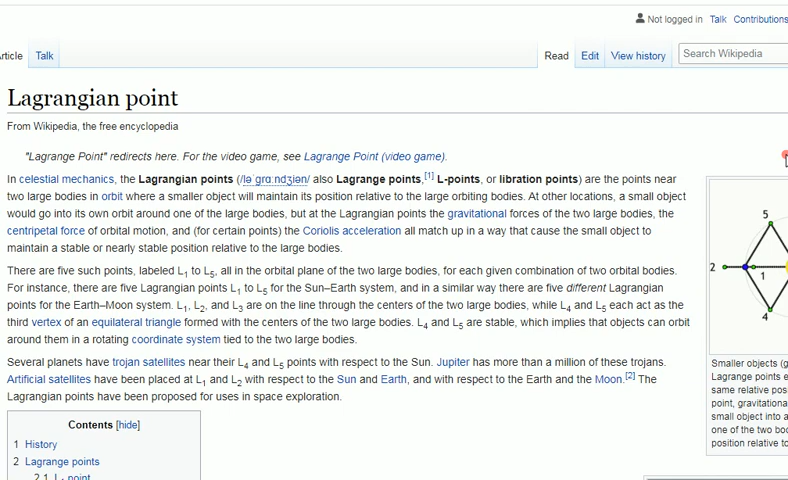 Not logged in Talk Contributions
Article Talk Read Edit View history Search Wikipedia
Lagrangian point
From Wikipedia, the free encyclopedia
"Lagrange Point" redirects here. For the video game, see Lagrange Point (video game).
In celestial mechanics, the Lagrangian points (/ləˈɡrɑːndʒiən/ also Lagrange points,[1] L-points, or libration points) are the points near
two large bodies in orbit where a smaller object will maintain its position relative to the large orbiting bodies. At other locations, a small object
would go into its own orbit around one of the large bodies, but at the Lagrangian points the gravitational forces of the two large bodies, the
centripetal force of orbital motion, and (for certain points) the Coriolis acceleration all match up in a way that cause the small object to
maintain a stable or nearly stable position relative to the large bodies.
There are five such points, labeled L1 to L5, all in the orbital plane of the two large bodies, for each given combination of two orbital bodies.
For instance, there are five Lagrangian points L1 to L5 for the Sun–Earth system, and in a similar way there are five different Lagrangian
points for the Earth–Moon system. L1, L2, and L3 are on the line through the centers of the two large bodies, while L4 and L5 each act as the
third vertex of an equilateral triangle formed with the centers of the two large bodies. L4 and L5 are stable, which implies that objects can orbit
around them in a rotating coordinate system tied to the two large bodies.
Several planets have trojan satellites near their L4 and L5 points with respect to the Sun. Jupiter has more than a million of these trojans.
Artificial satellites have been placed at L1 and L2 with respect to the Sun and Earth, and with respect to the Earth and the Moon.[2] The
Lagrangian points have been proposed for uses in space exploration.
Contents [hide]
1 History
2 Lagrange points
5
2
1
4
Smaller objects (g
Lagrange points e
same relative pos
point, gravitationa
small object into a
one of the two bo
position relative to